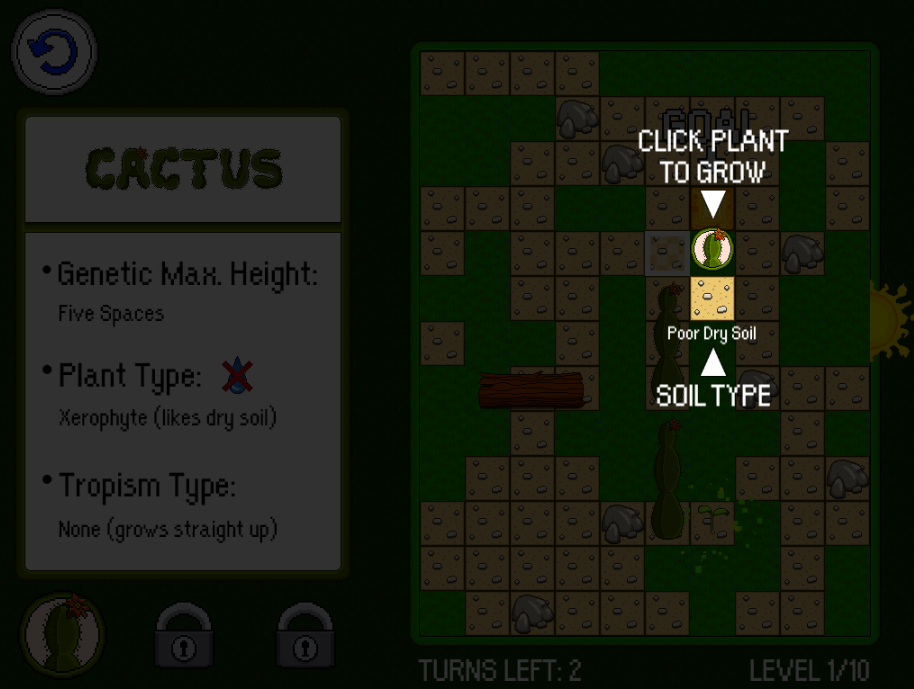 CACTUS
• Genetic Max. Height:
Five Spaces
• Plant Type:
Xerophyte (likes dry soil)
• Tropism Type:
None (grows straight up)
GOAL
CLICK PLANT
TO GROW
Poor Dry Soil
SOIL TYPE
TURNS LEFT: 2
LEVEL 1/10